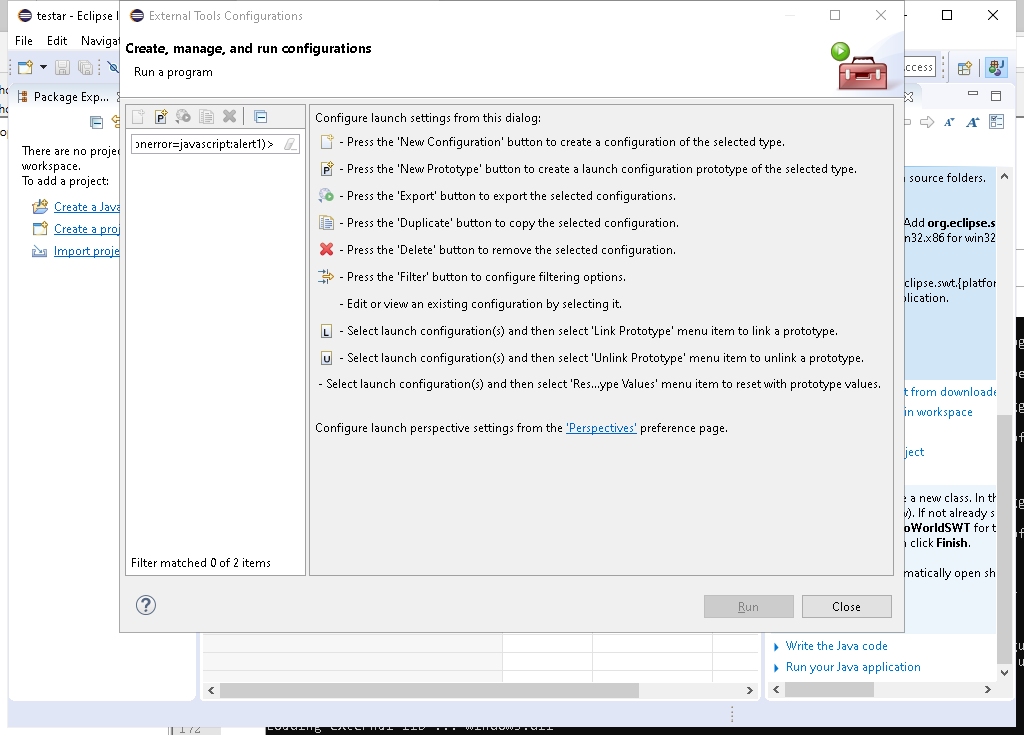 testar - Eclipse I
External Tools Configurations
File Edit Navigat
Create, manage, and run configurations
Run a program
ccess
Package Exp...
There are no projec
workspace.
To add a project:
Create a Java
Create a proj
Import proje
onerror=javascript:alert1)>
Filter matched 0 of 2 items
Configure launch settings from this dialog:
- Press the 'New Configuration' button to create a configuration of the selected type.
- Press the 'New Prototype' button to create a launch configuration prototype of the selected type.
- Press the 'Export' button to export the selected configurations.
- Press the 'Duplicate' button to copy the selected configuration.
- Press the 'Delete' button to remove the selected configuration.
- Press the 'Filter' button to configure filtering options.
- Edit or view an existing configuration by selecting it.
L - Select launch configuration(s) and then select 'Link Prototype' menu item to link a prototype.
U - Select launch configuration(s) and then select 'Unlink Prototype' menu item to unlink a prototype.
- Select launch configuration(s) and then select 'Res...ype Values' menu item to reset with prototype values.
Configure launch perspective settings from the 'Perspectives' preference page.
Run Close
source folders.
Add org.eclipse.s
n32.x86 for win32
clipse.swt.{platfor
lication.
t from downloade
in workspace
ject
e a new class. In th
v). If not already s
oWorldSWT for t
click Finish.
matically open sh
Write the Java code
Run your Java application
172
Loading external lib ... windows.dll